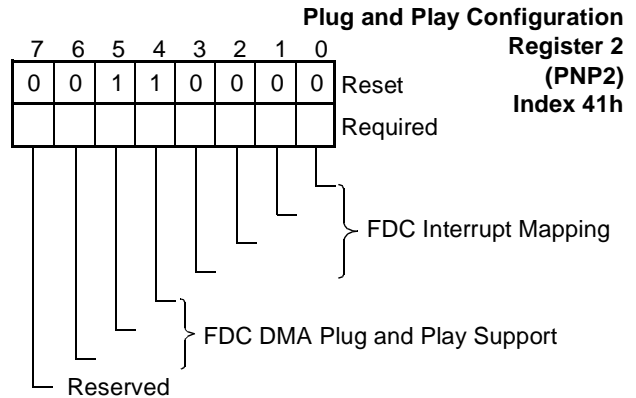 Plug and Play Configuration
Register 2
(PNP2)
Index 41h
7 6 5 4 3 2 1 0
0 0 1 1 0 0 0 0 Reset
Required
FDC Interrupt Mapping
FDC DMA Plug and Play Support
Reserved